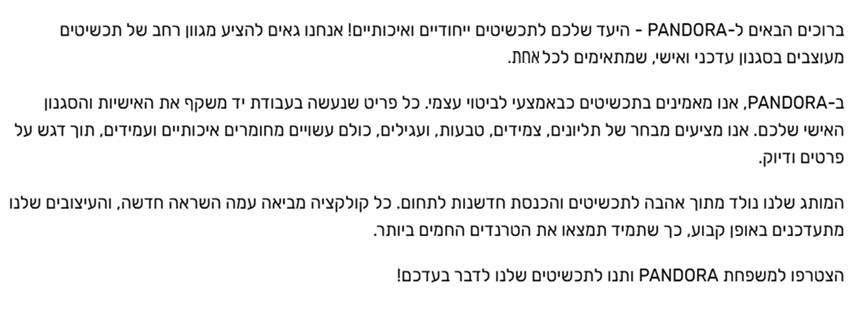 ברוכים הבאים ל-PANDORA - היעד שלכם לתכשיטים ייחודיים ואיכותיים! אנחנו גאים להציע מגוון רחב של תכשיטים
מעוצבים בסגנון עדכני ואישי, שמתאימים לכל אחת.
ב-PANDORA, אנו מאמינים בתכשיטים כבאמצעי לביטוי עצמי. כל פריט שנעשה בעבודת יד משקף את האישיות והסגנון
האישי שלכם. אנו מציעים מבחר של תליונים, צמידים, טבעות, ועגילים, כולם עשויים מחומרים איכותיים ועמידים, תוך דגש על
פרטים ודיוק.
המותג שלנו נולד מתוך אהבה לתכשיטים והכנסת חדשנות לתחום. כל קולקציה מביאה עמה השראה חדשה, והעיצובים שלנו
מתעדכנים באופן קבוע, כך שתמיד תמצאו את הטרנדים החמים ביותר.
הצטרפו למשפחת PANDORA ותנו לתכשיטים שלנו לדבר בעדכם!